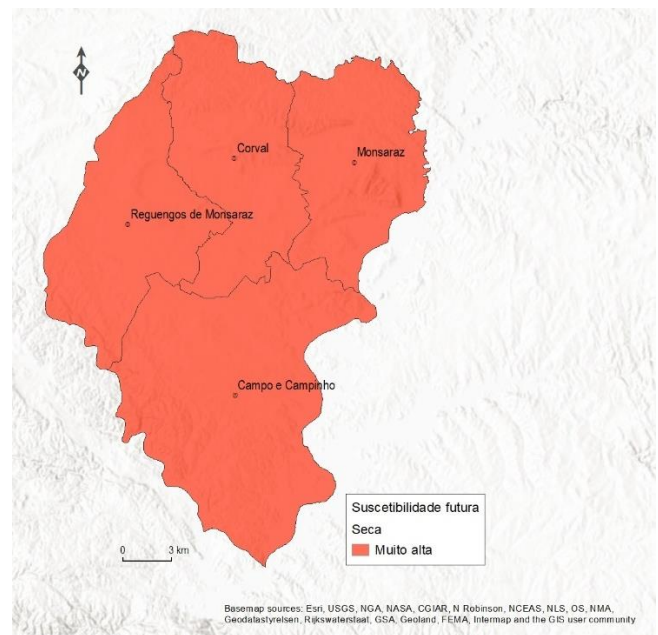 N
Corval
Monsaraz
Reguengos de Monsaraz
Campo e Campinho
Suscetibilidade futura
Seca
Muito alta
0 3 km
Basemap sources: Esri, USGS, NGA, NASA, CGIAR, N Robinson, NCEAS, NLS, OS, NMA,
Geodatastyrelsen, Rijkswaterstaat, GSA, Geoland, FEMA, Intermap and the GIS user community